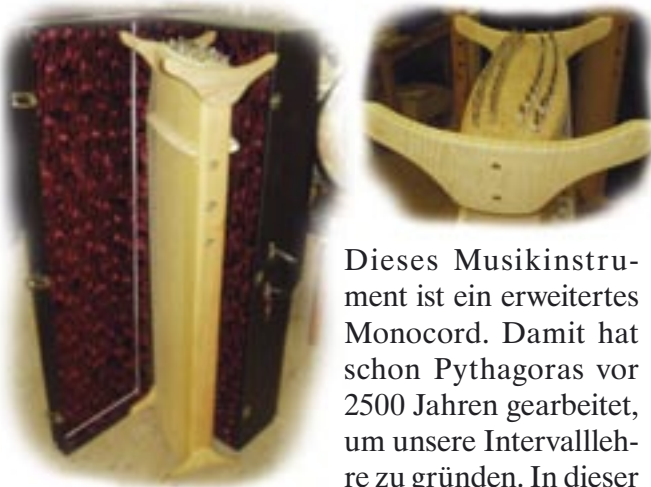 Dieses Musikinstru-
ment ist ein erweitertes
Monocord. Damit hat
schon Pythagoras vor
2500 Jahren gearbeitet,
um unsere Intervallleh-
re zu gründen. In dieser